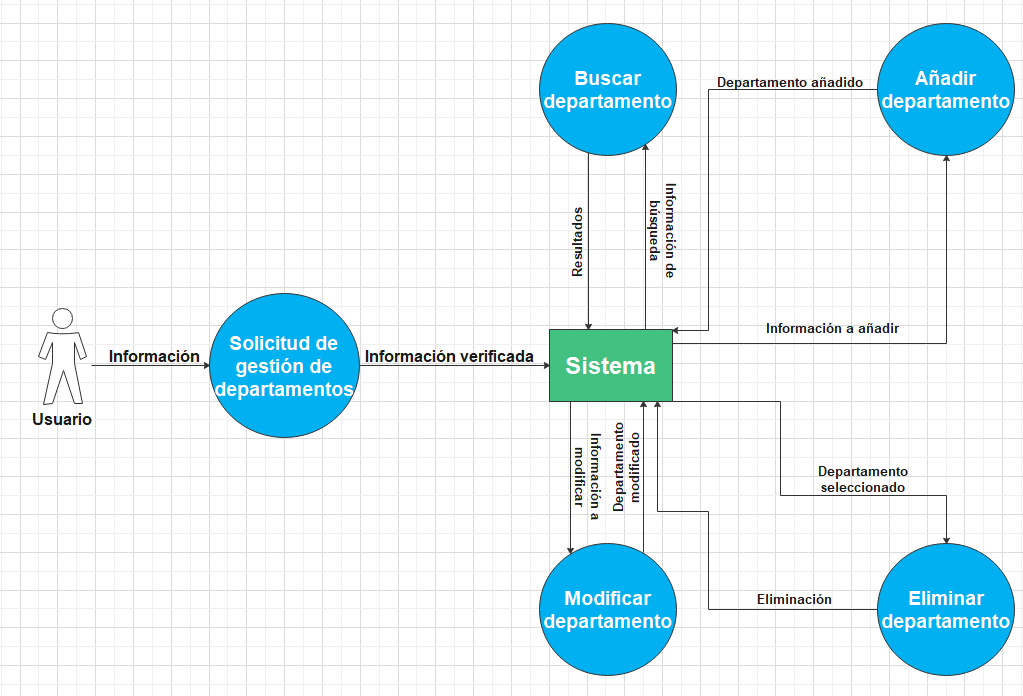 Buscar
departamento
Añadir
departamento
Departamento añadido
Resultados
Información de
búsqueda
Información a añadir
Información
Solicitud de
gestión de
departamentos
Información verificada
Sistema
Usuario
Información a
modificar
Departamento
modificado
Departamento
seleccionado
Eliminación
Modificar
departamento
Eliminar
departamento